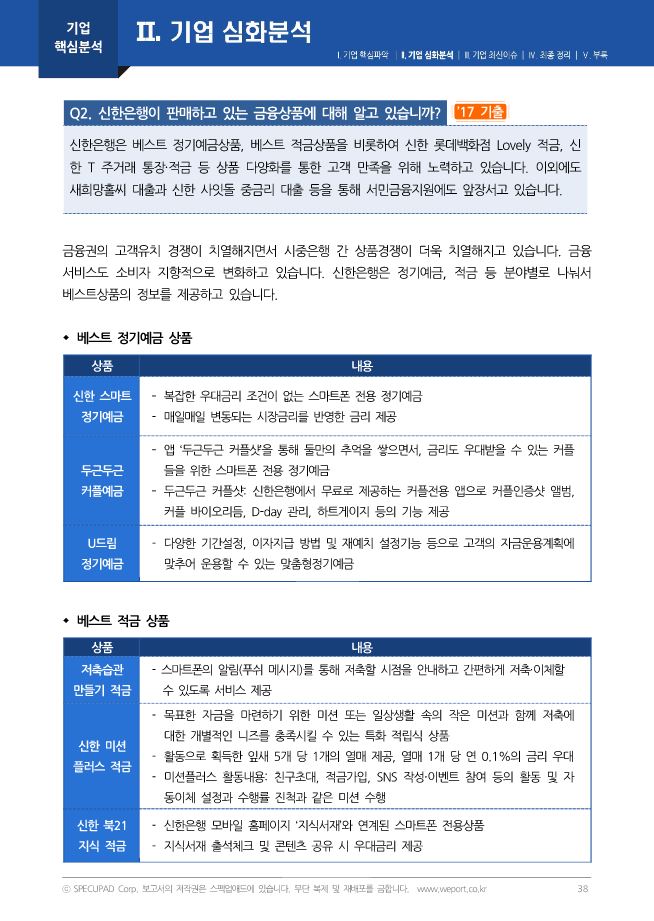 기업
핵심분석
II. 기업 심화분석
I. 기업 핵심파악 | II. 기업 심화분석 | III. 기업 최신이슈 | IV. 최종 정리 | V. 부록
Q2. 신한은행이 판매하고 있는 금융상품에 대해 알고 있습니까? '17 기출
신한은행은 베스트 정기예금상품, 베스트 적금상품을 비롯하여 신한 롯데백화점 Lovely 적금, 신
한 T 주거래 통장·적금 등 상품 다양화를 통한 고객 만족을 위해 노력하고 있습니다. 이외에도
새희망홀씨 대출과 신한 사잇돌 중금리 대출 등을 통해 서민금융지원에도 앞장서고 있습니다.
금융권의 고객유치 경쟁이 치열해지면서 시중은행 간 상품경쟁이 더욱 치열해지고 있습니다. 금융
서비스도 소비자 지향적으로 변화하고 있습니다. 신한은행은 정기예금, 적금 등 분야별로 나눠서
베스트상품의 정보를 제공하고 있습니다.
◆ 베스트 정기예금 상품
상품 내용
신한 스마트
정기예금
- 복잡한 우대금리 조건이 없는 스마트폰 전용 정기예금
- 매일매일 변동되는 시장금리를 반영한 금리 제공
두근두근
커플예금
- 앱 '두근두근 커플샷'을 통해 둘만의 추억을 쌓으면서, 금리도 우대받을 수 있는 커플
들을 위한 스마트폰 전용 정기예금
- 두근두근 커플샷: 신한은행에서 무료로 제공하는 커플전용 앱으로 커플인증샷 앨범,
커플 바이오리듬, D-day 관리, 하트게이지 등의 기능 제공
U드림
정기예금
- 다양한 기간설정, 이자지급 방법 및 재예치 설정기능 등으로 고객의 자금운용계획에
맞추어 운용할 수 있는 맞춤형정기예금
◆ 베스트 적금 상품
상품 내용
저축습관
만들기 적금
- 스마트폰의 알림(푸쉬 메시지)를 통해 저축할 시점을 안내하고 간편하게 저축·이체할
수 있도록 서비스 제공
신한 미션
플러스 적금
- 목표한 자금을 마련하기 위한 미션 또는 일상생활 속의 작은 미션과 함께 저축에
대한 개별적인 니즈를 충족시킬 수 있는 특화 적립식 상품
- 활동으로 획득한 잎새 5개 당 1개의 열매 제공, 열매 1개 당 연 0.1%의 금리 우대
- 미션플러스 활동내용: 친구초대, 적금가입, SNS 작성·이벤트 참여 등의 활동 및 자
동이체 설정과 수행률 진척과 같은 미션 수행
신한 북21
지식 적금
- 신한은행 모바일 홈페이지 '지식서재'와 연계된 스마트폰 전용상품
- 지식서재 출석체크 및 콘텐츠 공유 시 우대금리 제공
ⓒ SPECUPAD Corp. 보고서의 저작권은 스펙업애드에 있습니다. 무단 복제 및 재배포를 금합니다. www.weport.co.kr 38